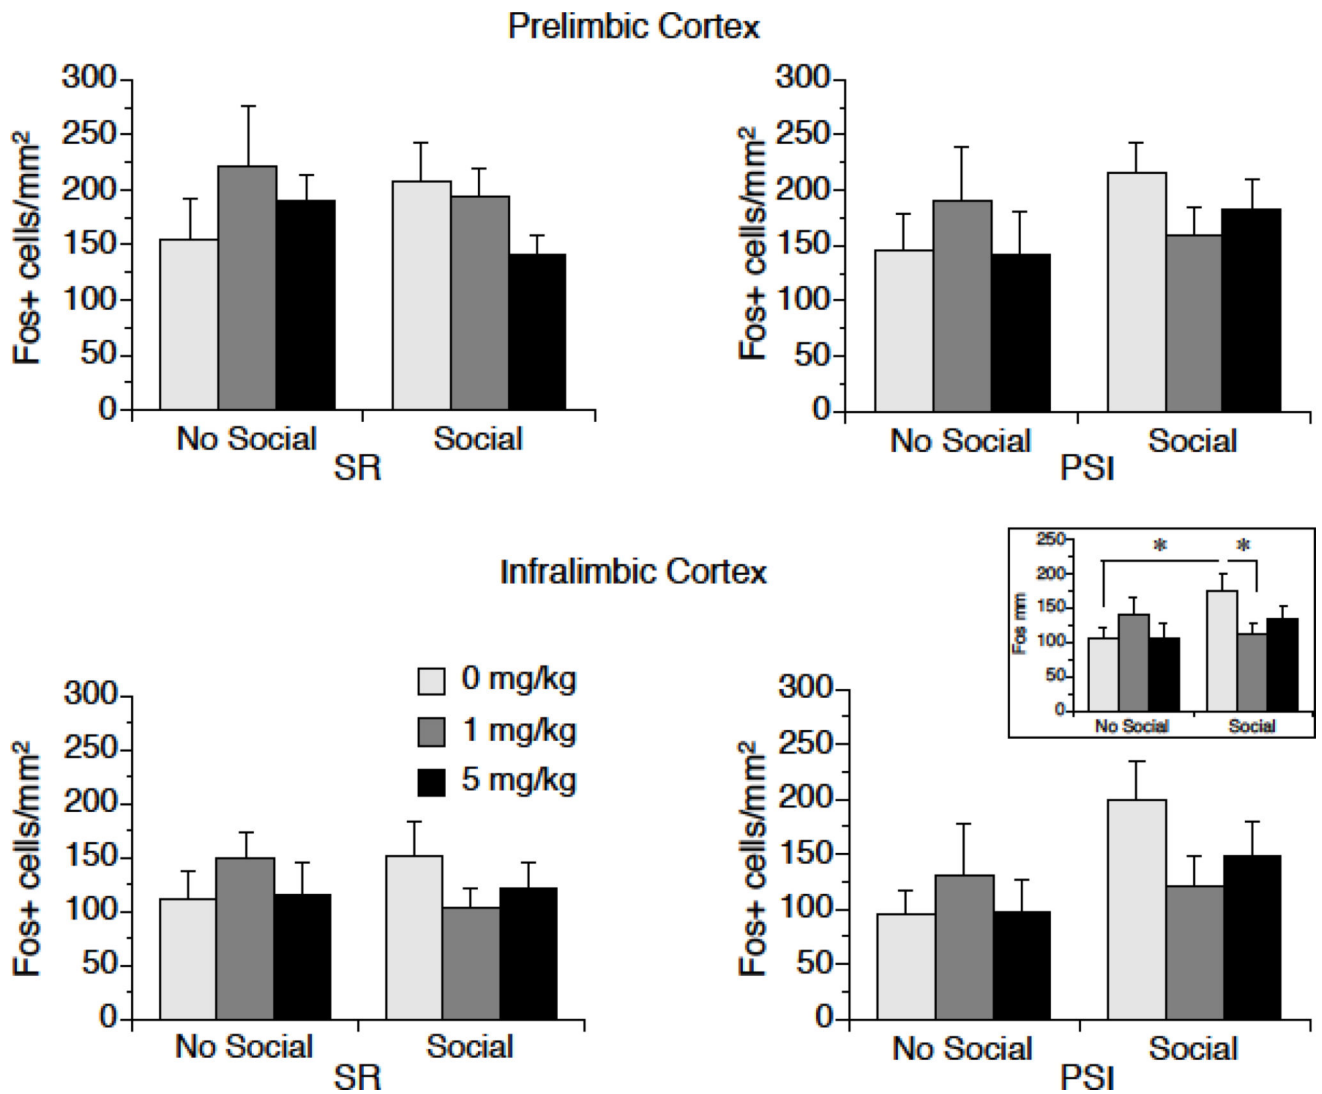 Prelimbic Cortex
300
250
200
150
100
50
0
Fos+ cells/mm²
No Social
Social
SR
300
250
200
150
100
50
0
Fos+ cells/mm²
No Social
Social
PSI
Infralimbic Cortex
0 mg/kg
1 mg/kg
5 mg/kg
300
250
200
150
100
50
0
Fos+ cells/mm²
No Social
Social
SR
250
200
150
100
50
0
Fos mm
* *
No Social
Social
300
250
200
150
100
50
0
Fos+ cells/mm²
No Social
Social
PSI